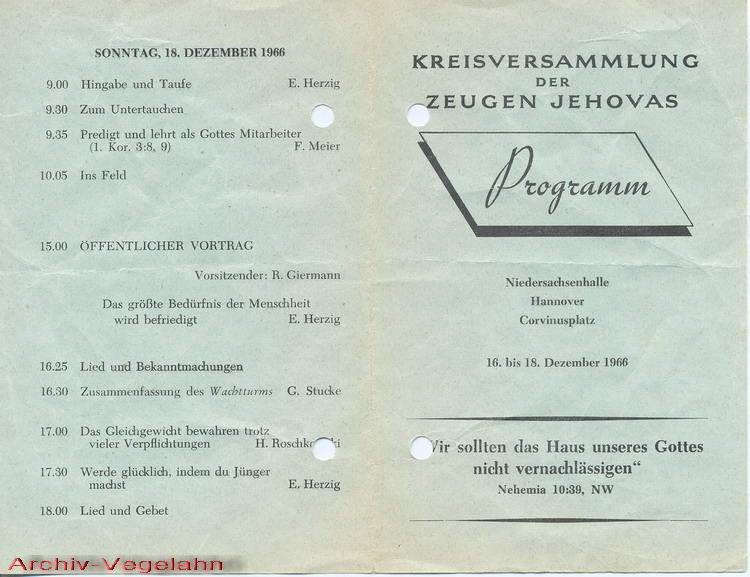 SONNTAG, 18. DEZEMBER 1966
9.00 Hingabe und Taufe E. Herzig
9.30 Zum Untertauchen
9.35 Predigt und lehrt als Gottes Mitarbeiter
(1. Kor. 3:8, 9) F. Meier
10.05 Ins Feld
15.00 ÖFFENTLICHER VORTRAG
Vorsitzender: R. Giermann
Das größte Bedürfnis der Menschheit
wird befriedigt E. Herzig
16.25 Lied und Bekanntmachungen
16.30 Zusammenfassung des Wachtturms G. Stucke
17.00 Das Gleichgewicht bewahren trotz
vieler Verpflichtungen H.
17.30 Werde glücklich, indem du Jünger
machst E. Herzig
18.00 Lied und Gebet
KREISVERSAMMLUNG
DER
ZEUGEN JEHOVAS
Programm
Niedersachsenhalle
Hannover
Corvinusplatz
16. bis 18. Dezember 1966
sollten das Haus unseres Gottes
nicht vernachlässigen“
Nehemia 10:39, NW
Archiv-Vegelahn